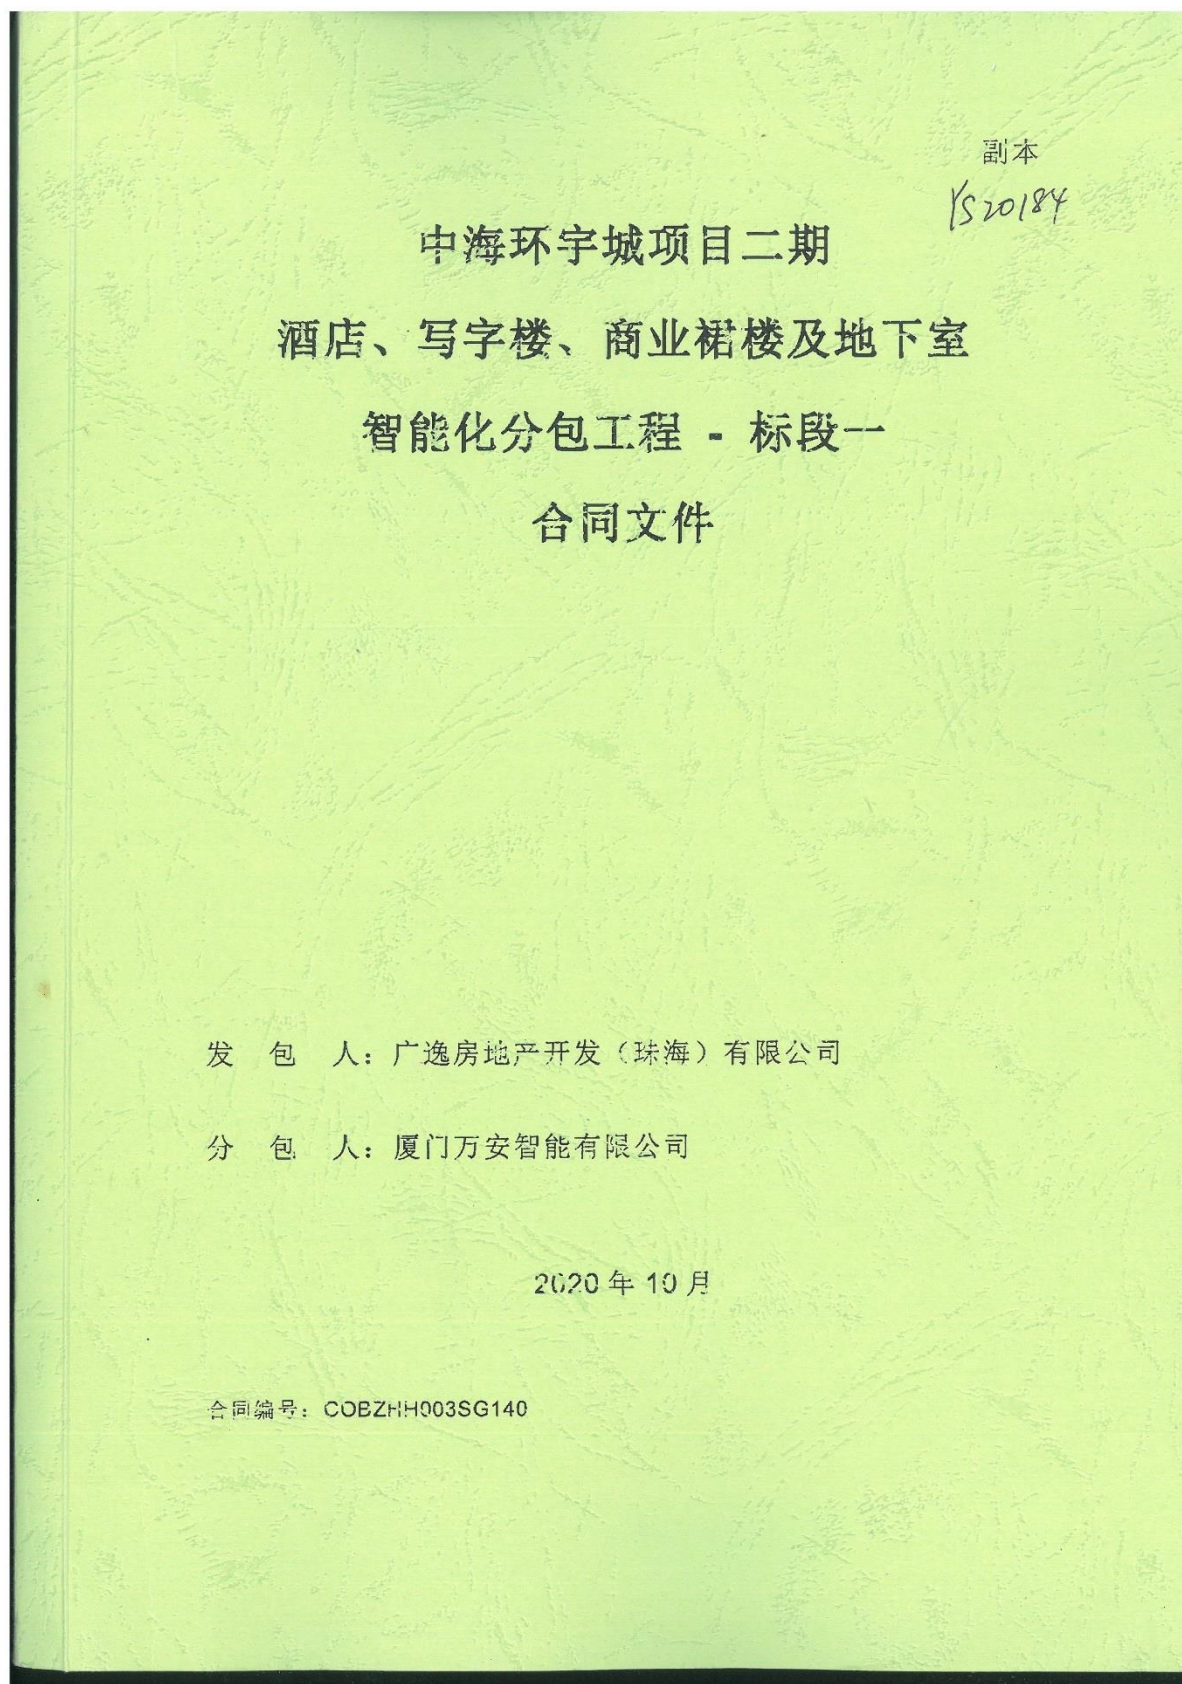 副本
YS20184
中海环宇城项目二期
酒店、写字楼、商业裙楼及地下室
智能化分包工程 - 标段一
合同文件
发 包 人：广逸房地产开发（珠海）有限公司
分 包 人：厦门万安智能有限公司
2020 年 10 月
合同编号：COBZHH003SG140